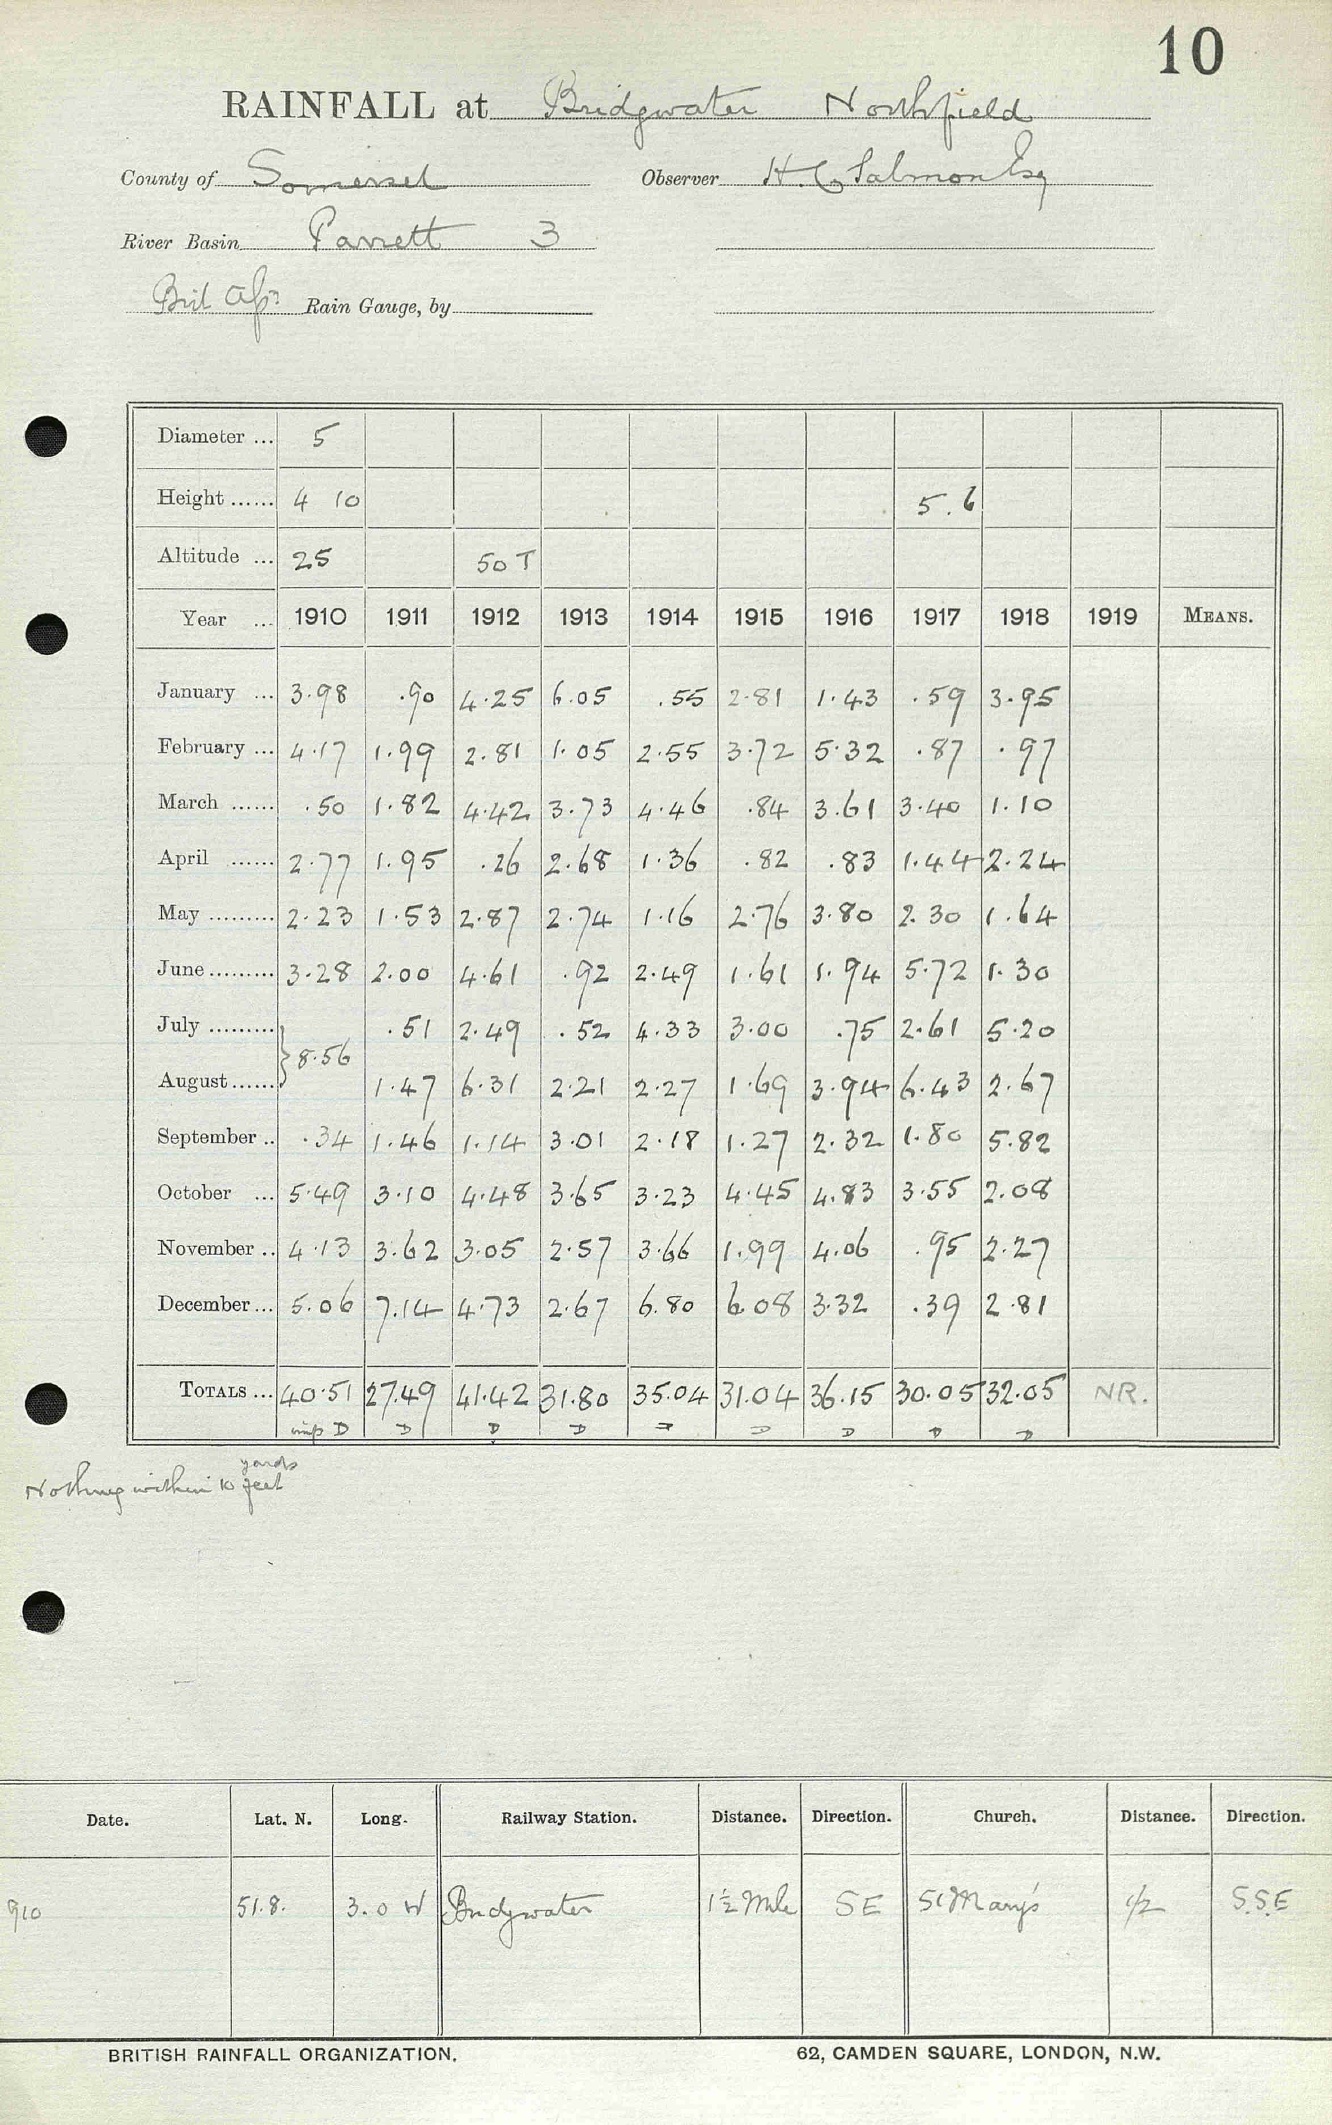 10
RAINFALL at Bridgwater Northfield
County of Somerset Observer H. C. Salmon Esq
River Basin Parrett 3
Rain Gauge, by
Diameter ... 5
Height ...... 4 10 5.6
Altitude ... 25 50 T
Year ... 1910 1911 1912 1913 1914 1915 1916 1917 1918 1919 MEANS.
January ... 3.98 .90 4.25 6.05 .55 2.81 1.43 .59 3.95
February ... 4.17 1.99 2.81 1.05 2.55 3.72 5.32 .87 .97
March ...... .50 1.82 4.42 3.73 4.46 .84 3.61 3.40 1.10
April ...... 2.77 1.95 .26 2.68 1.36 .82 .83 1.44 2.24
May ......... 2.23 1.53 2.87 2.74 1.16 2.76 3.80 2.30 1.64
June ......... 3.28 2.00 4.61 .92 2.49 1.61 1.94 5.72 1.30
July ......... .51 2.49 .52 4.33 3.00 .75 2.61 5.20
} 8.56
August ...... 1.47 6.31 2.21 2.27 1.69 3.94 6.43 2.67
September .. .34 1.46 1.14 3.01 2.18 1.27 2.32 1.80 5.82
October ... 5.49 3.10 4.48 3.65 3.23 4.45 4.83 3.55 2.08
November .. 4.13 3.62 3.05 2.57 3.66 1.99 4.06 .95 2.27
December ... 5.06 7.14 4.73 2.67 6.80 6.08 3.32 .39 2.81
TOTALS ... 40.51 27.49 41.42 31.80 35.04 31.04 36.15 30.05 32.05 NR.
D D D D D D D D
yards
Nothing within 10 feet
Date. Lat. N. Long. Railway Station. Distance. Direction. Church. Distance. Direction.
910 51.8. 3.0 W Bridgwater 1½ Mile SE St Mary's 1/2 S.S.E
BRITISH RAINFALL ORGANIZATION. 62, CAMDEN SQUARE, LONDON, N.W.